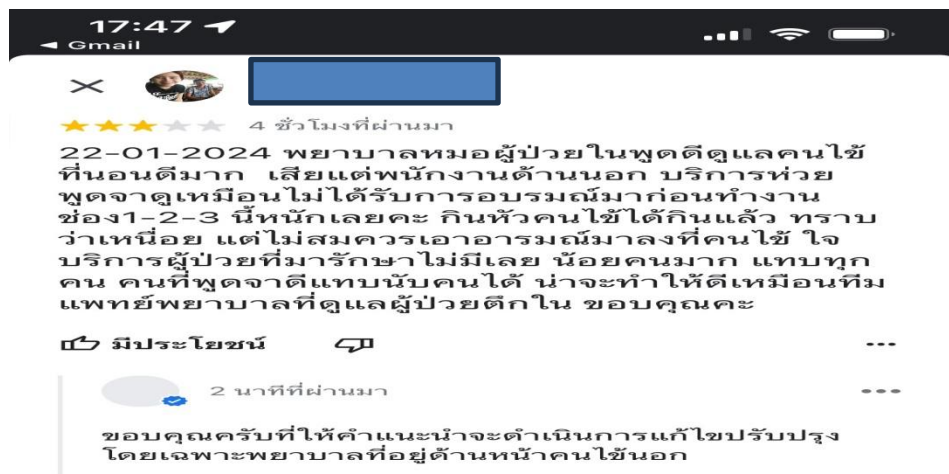 17:47
◄ Gmail
4 ชั่วโมงที่ผ่านมา
22-01-2024 พยาบาลหมอผู้ป่วยในพูดดีดูแลคนไข้
ที่นอนดีมาก เสียแต่พนักงานด้านนอก บริการห่วย
พูดจาดูเหมือนไม่ได้รับการอบรมณ์มาก่อนทำงาน
ช่อง1-2-3 นี้หนักเลยคะ กินหัวคนไข้ได้กินแล้ว ทราบ
ว่าเหนื่อย แต่ไม่สมควรเอาอารมณ์มาลงที่คนไข้ ใจ
บริการผู้ป่วยที่มารักษาไม่มีเลย น้อยคนมาก แทบทุก
คน คนที่พูดจาดีแทบนับคนได้ น่าจะทำให้ดีเหมือนทีม
แพทย์พยาบาลที่ดูแลผู้ป่วยตึกใน ขอบคุณคะ
มีประโยชน์
2 นาทีที่ผ่านมา
ขอบคุณครับที่ให้คำแนะนำจะดำเนินการแก้ไขปรับปรุง
โดยเฉพาะพยาบาลที่อยู่ด้านหน้าคนไข้นอก